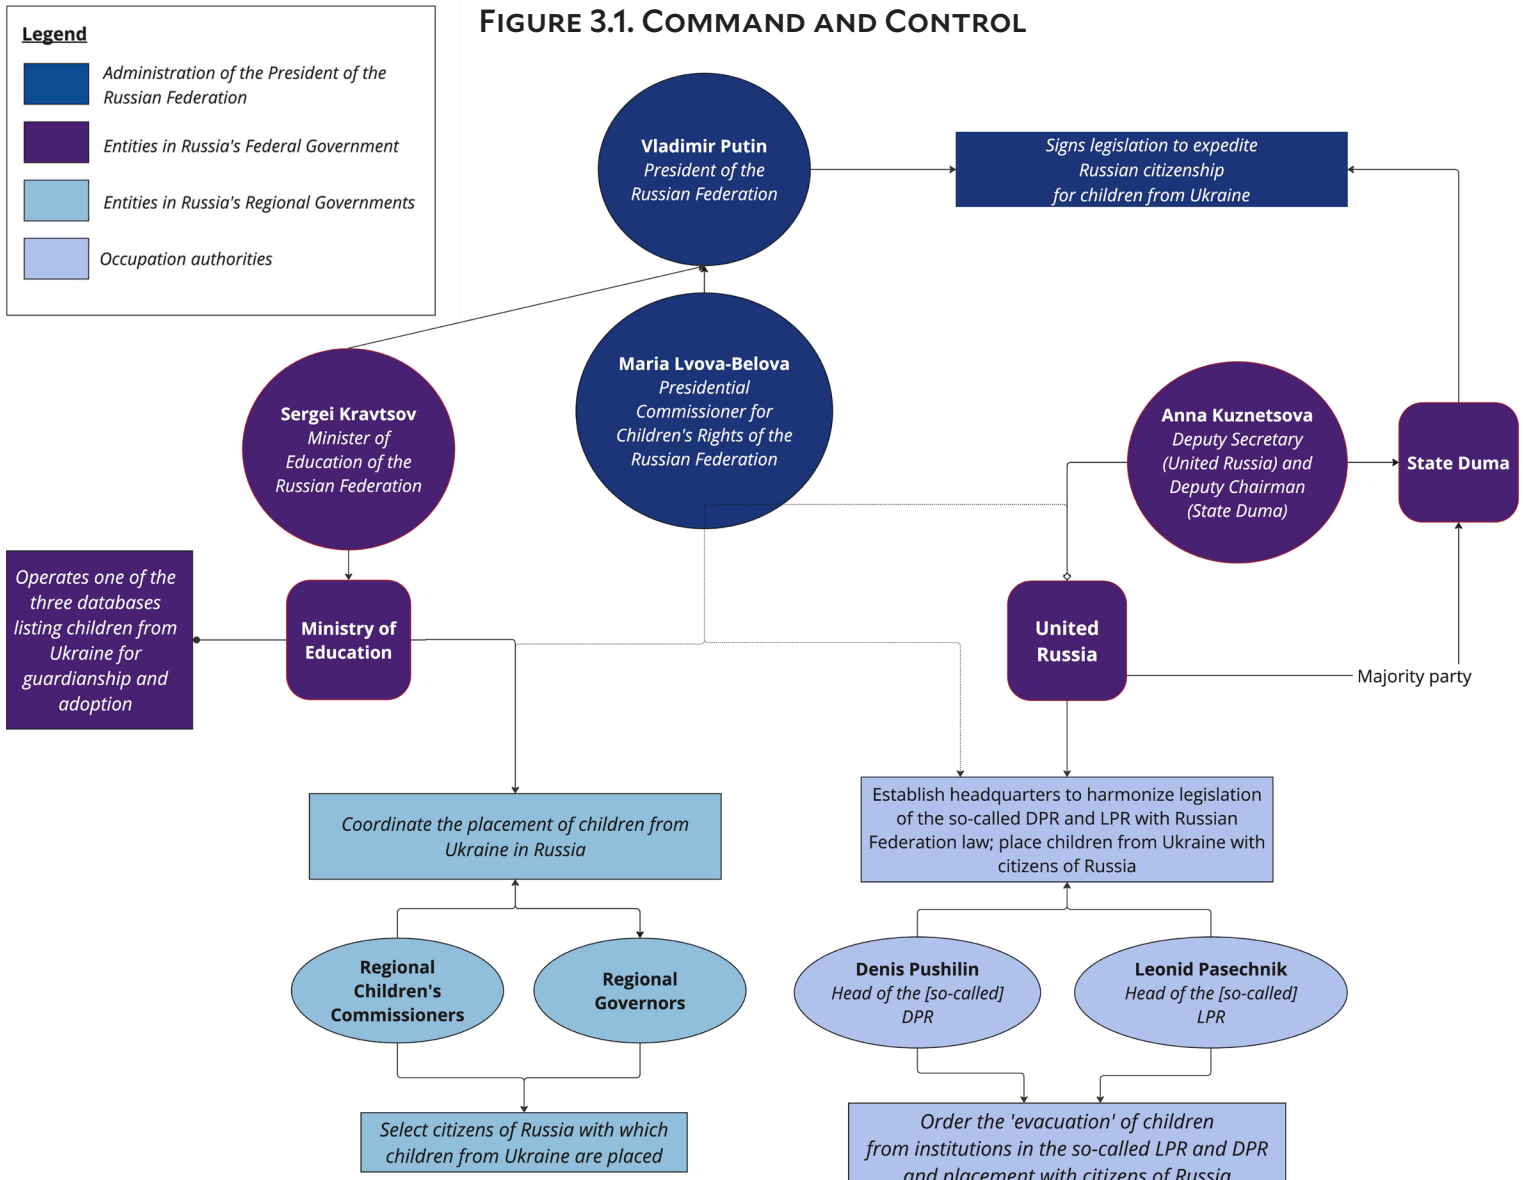 FIGURE 3.1. COMMAND AND CONTROL
Legend
Administration of the President of the
Russian Federation
Entities in Russia's Federal Government
Entities in Russia's Regional Governments
Occupation authorities
Vladimir Putin
President of the
Russian Federation
Signs legislation to expedite
Russian citizenship
for children from Ukraine
Maria Lvova-Belova
Presidential
Commissioner for
Children's Rights of the
Russian Federation
Sergei Kravtsov
Minister of
Education of the
Russian Federation
Anna Kuznetsova
Deputy Secretary
(United Russia) and
Deputy Chairman
(State Duma)
State Duma
Operates one of the
three databases
listing children from
Ukraine for
guardianship and
adoption
Ministry of
Education
United
Russia
Majority party
Coordinate the placement of children from
Ukraine in Russia
Establish headquarters to harmonize legislation
of the so-called DPR and LPR with Russian
Federation law; place children from Ukraine with
citizens of Russia
Regional
Children's
Commissioners
Regional
Governors
Denis Pushilin
Head of the [so-called]
DPR
Leonid Pasechnik
Head of the [so-called]
LPR
Select citizens of Russia with which
children from Ukraine are placed
Order the 'evacuation' of children
from institutions in the so-called LPR and DPR
and placement with citizens of Russia